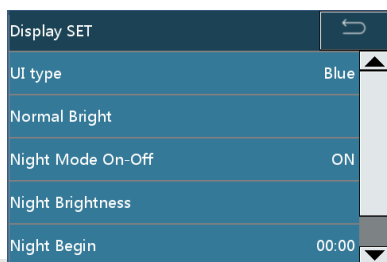 Display SET
UI type Blue
Normal Bright
Night Mode On-Off ON
Night Brightness
Night Begin 00:00